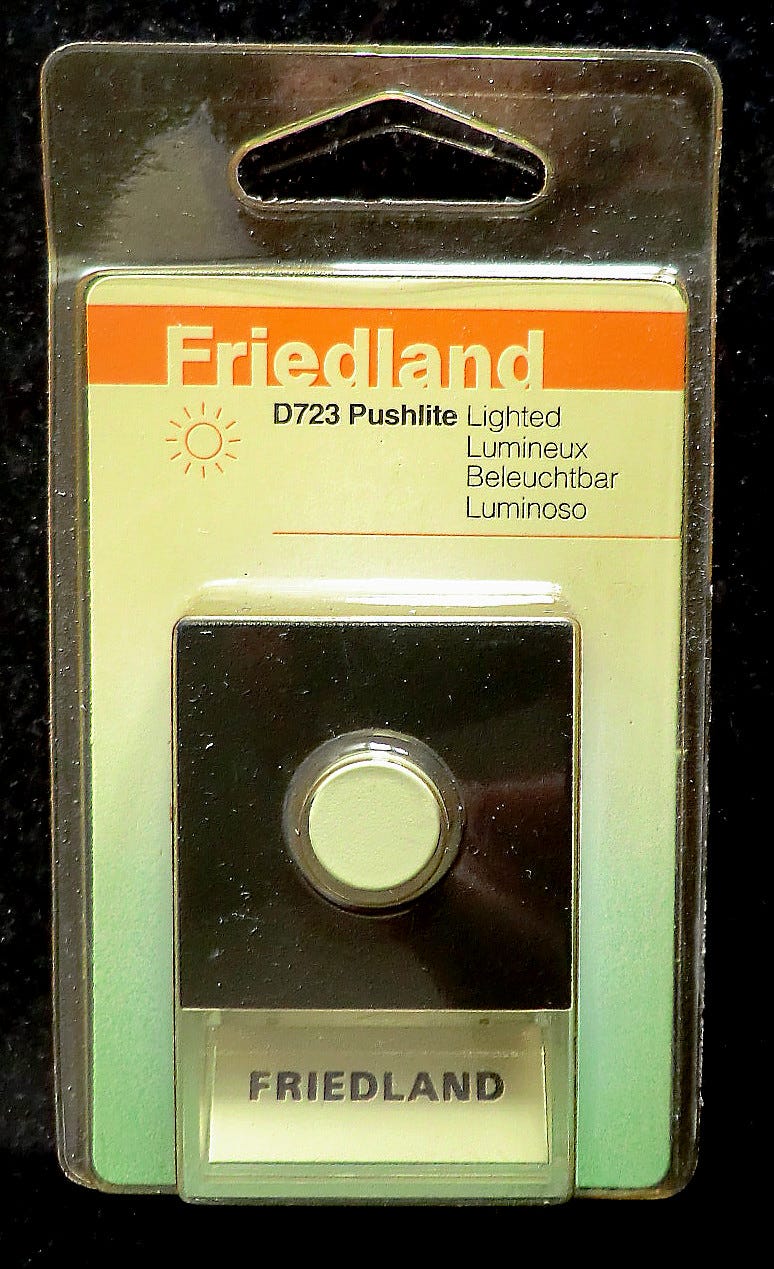 Friedland
D723 Pushlite Lighted
Lumineux
Beleuchtbar
Luminoso
FRIEDLAND